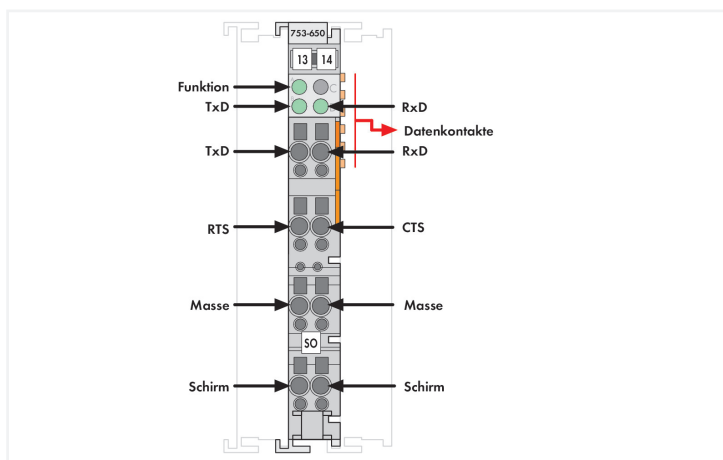 753-650
13 14
Funktion
TxD RxD
Datenkontakte
TxD RxD
RTS CTS
Masse Masse
SO
Schirm Schirm